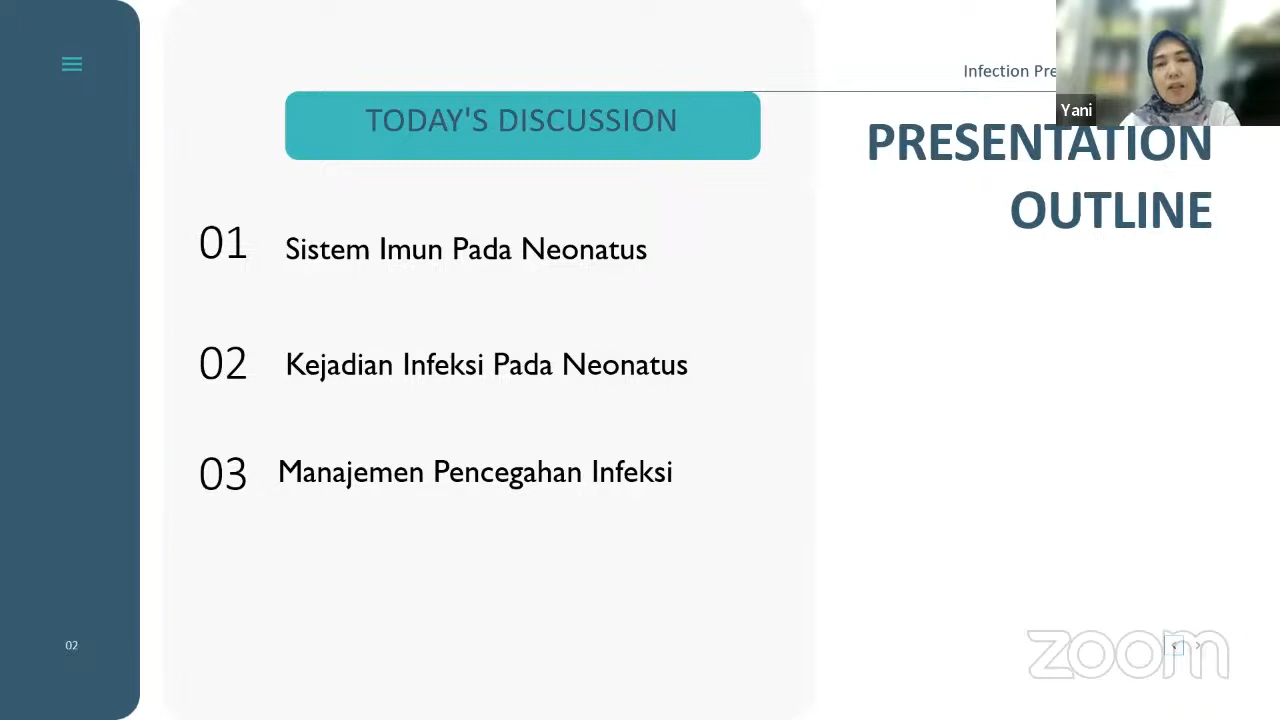 Infection Pre
Yani
PRESENTATION
OUTLINE
TODAY'S DISCUSSION
01 Sistem Imun Pada Neonatus
02 Kejadian Infeksi Pada Neonatus
03 Manajemen Pencegahan Infeksi
02
zoom